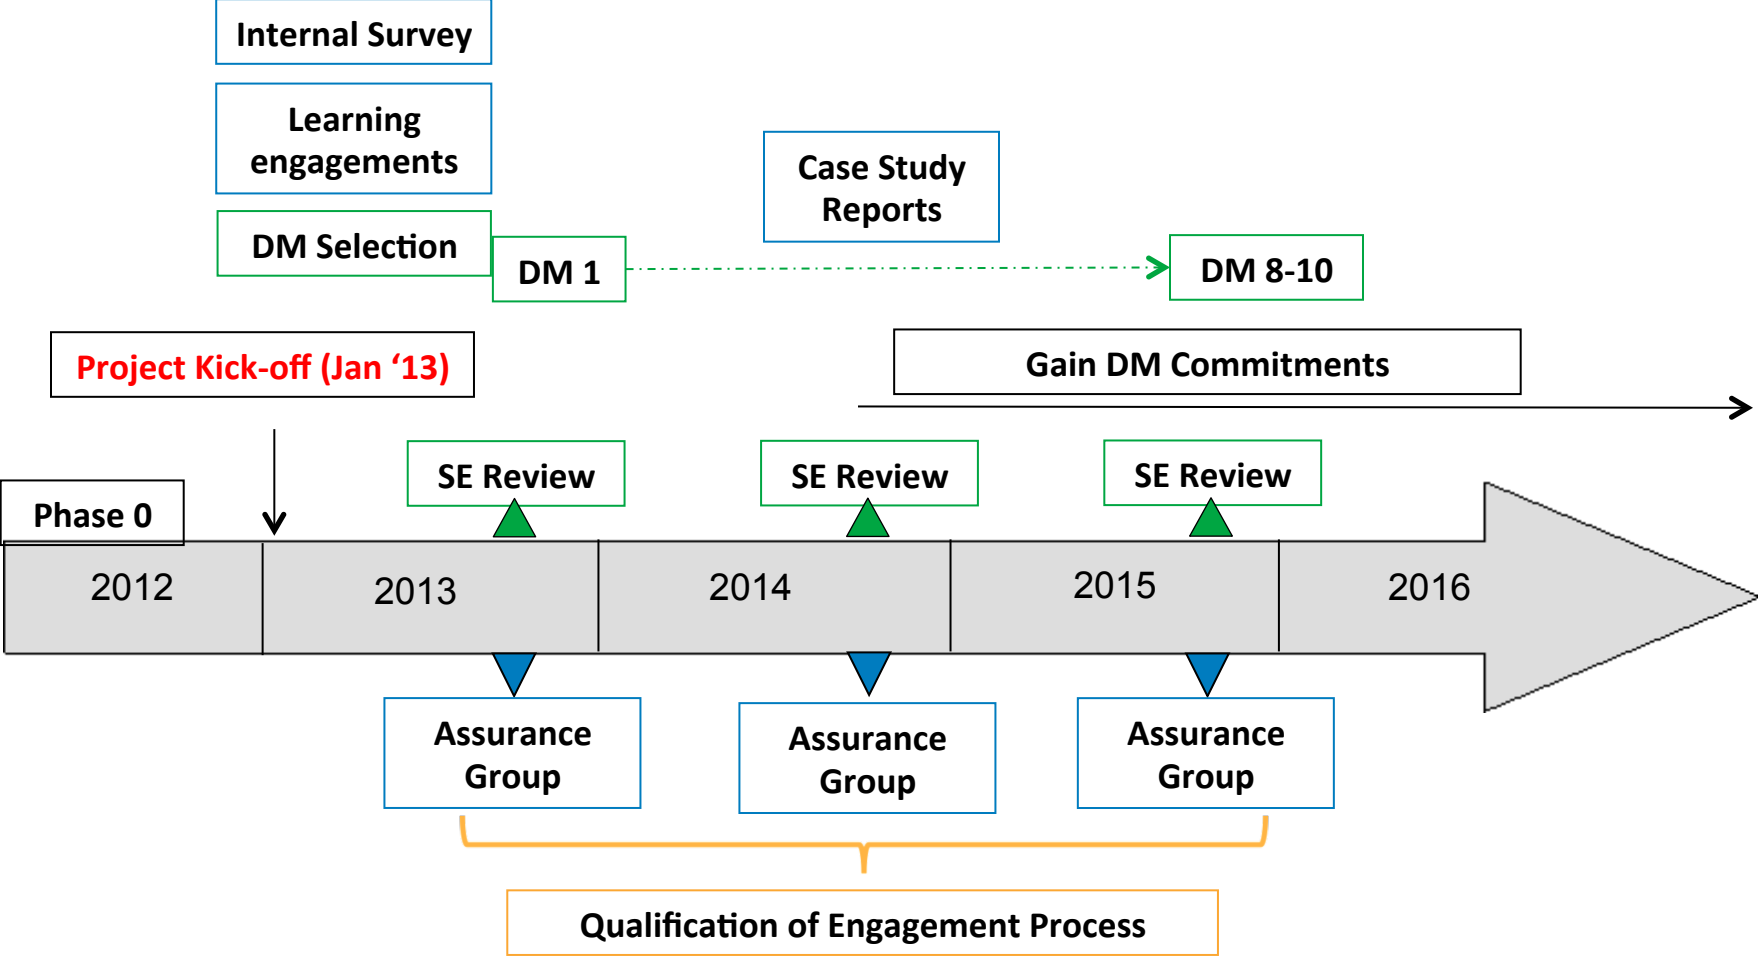 Internal Survey
Learning
engagements
Case Study
Reports
DM Selection
DM 1
DM 8-10
Project Kick-off (Jan ‘13)
Gain DM Commitments
SE Review
SE Review
SE Review
Phase 0
2012
2013
2014
2015
2016
Assurance
Group
Assurance
Group
Assurance
Group
Qualification of Engagement Process